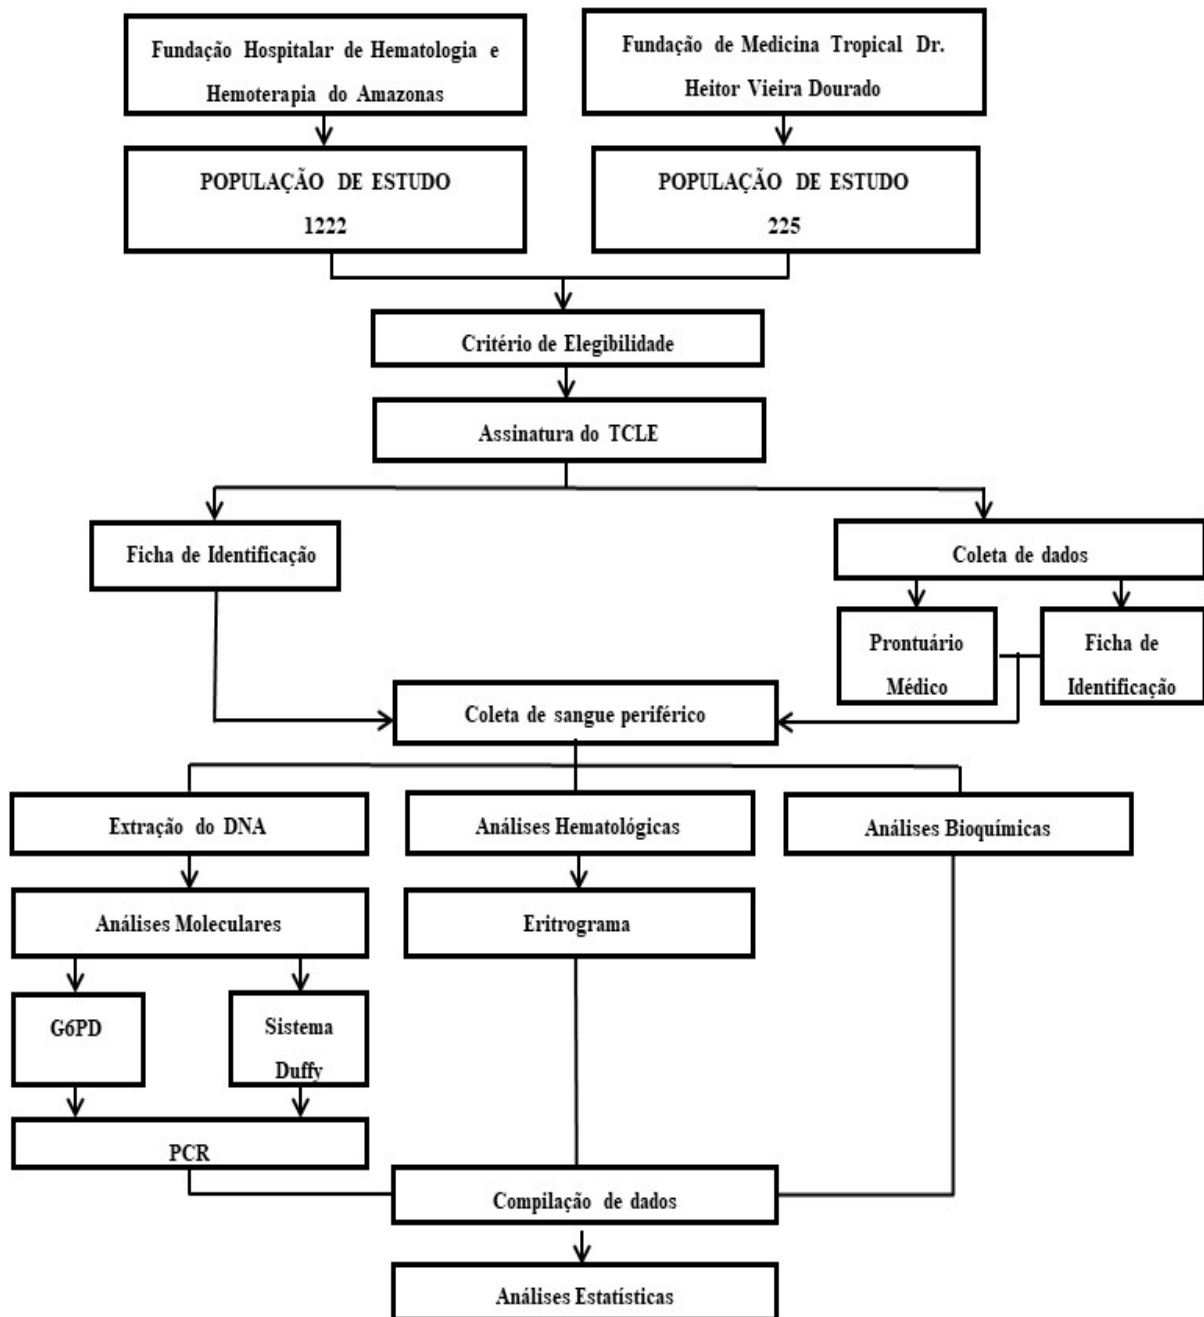 Fundação Hospitalar de Hematologia e
Hemoterapia do Amazonas
Fundação de Medicina Tropical Dr.
Heitor Vieira Dourado
POPULAÇÃO DE ESTUDO
1222
POPULAÇÃO DE ESTUDO
225
Critério de Elegibilidade
Assinatura do TCLE
Ficha de Identificação
Coleta de dados
Prontuário
Médico
Ficha de
Identificação
Coleta de sangue periférico
Extração do DNA
Análises Hematológicas
Análises Bioquímicas
Análises Moleculares
Eritrograma
G6PD
Sistema
Duffy
PCR
Compilação de dados
Análises Estatísticas